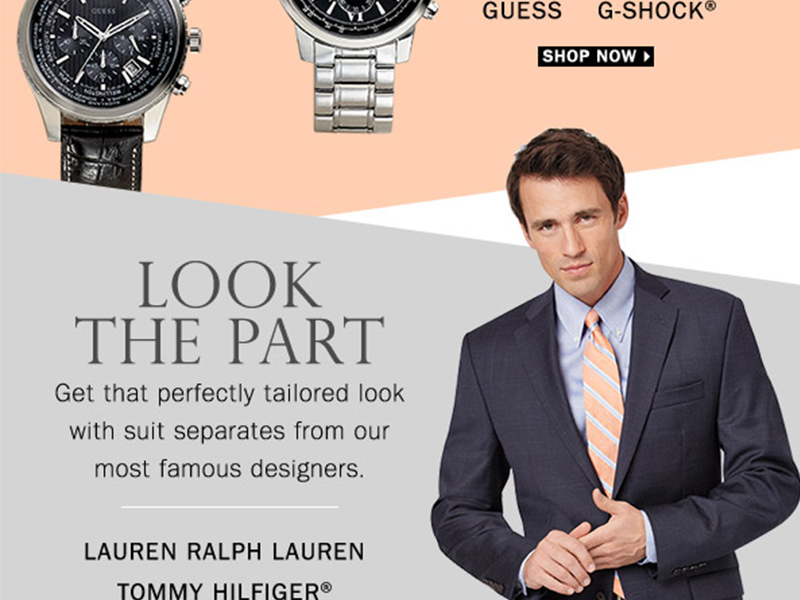 GUESS G-SHOCK®
SHOP NOW
GUESS
LOOK
THE PART
Get that perfectly tailored look
with suit separates from our
most famous designers.
LAUREN RALPH LAUREN
TOMMY HILFIGER®